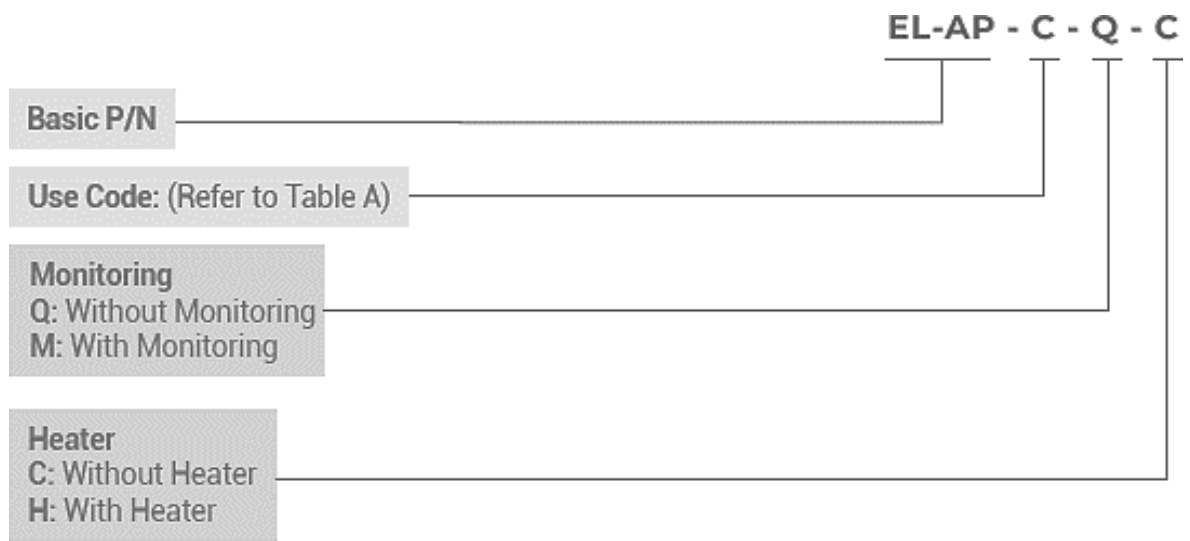 EL-AP - C - Q - C
Basic P/N
Use Code: (Refer to Table A)
Monitoring
Q: Without Monitoring
M: With Monitoring
Heater
C: Without Heater
H: With Heater